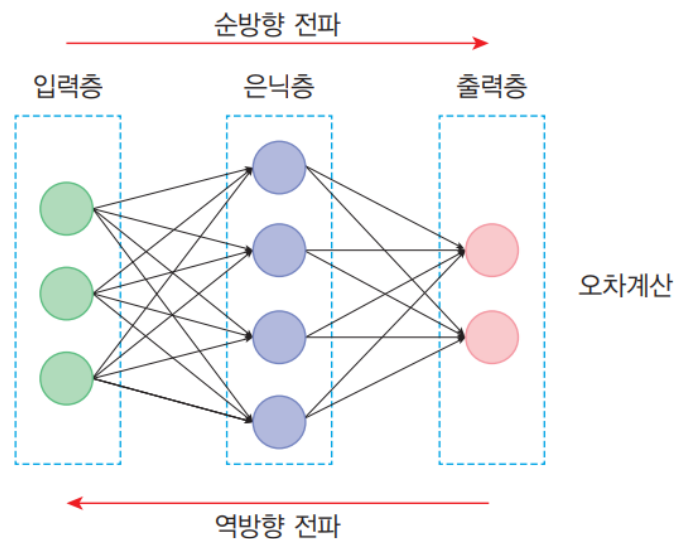 순방향 전파
입력층
은닉층
출력층
오차계산
역방향 전파